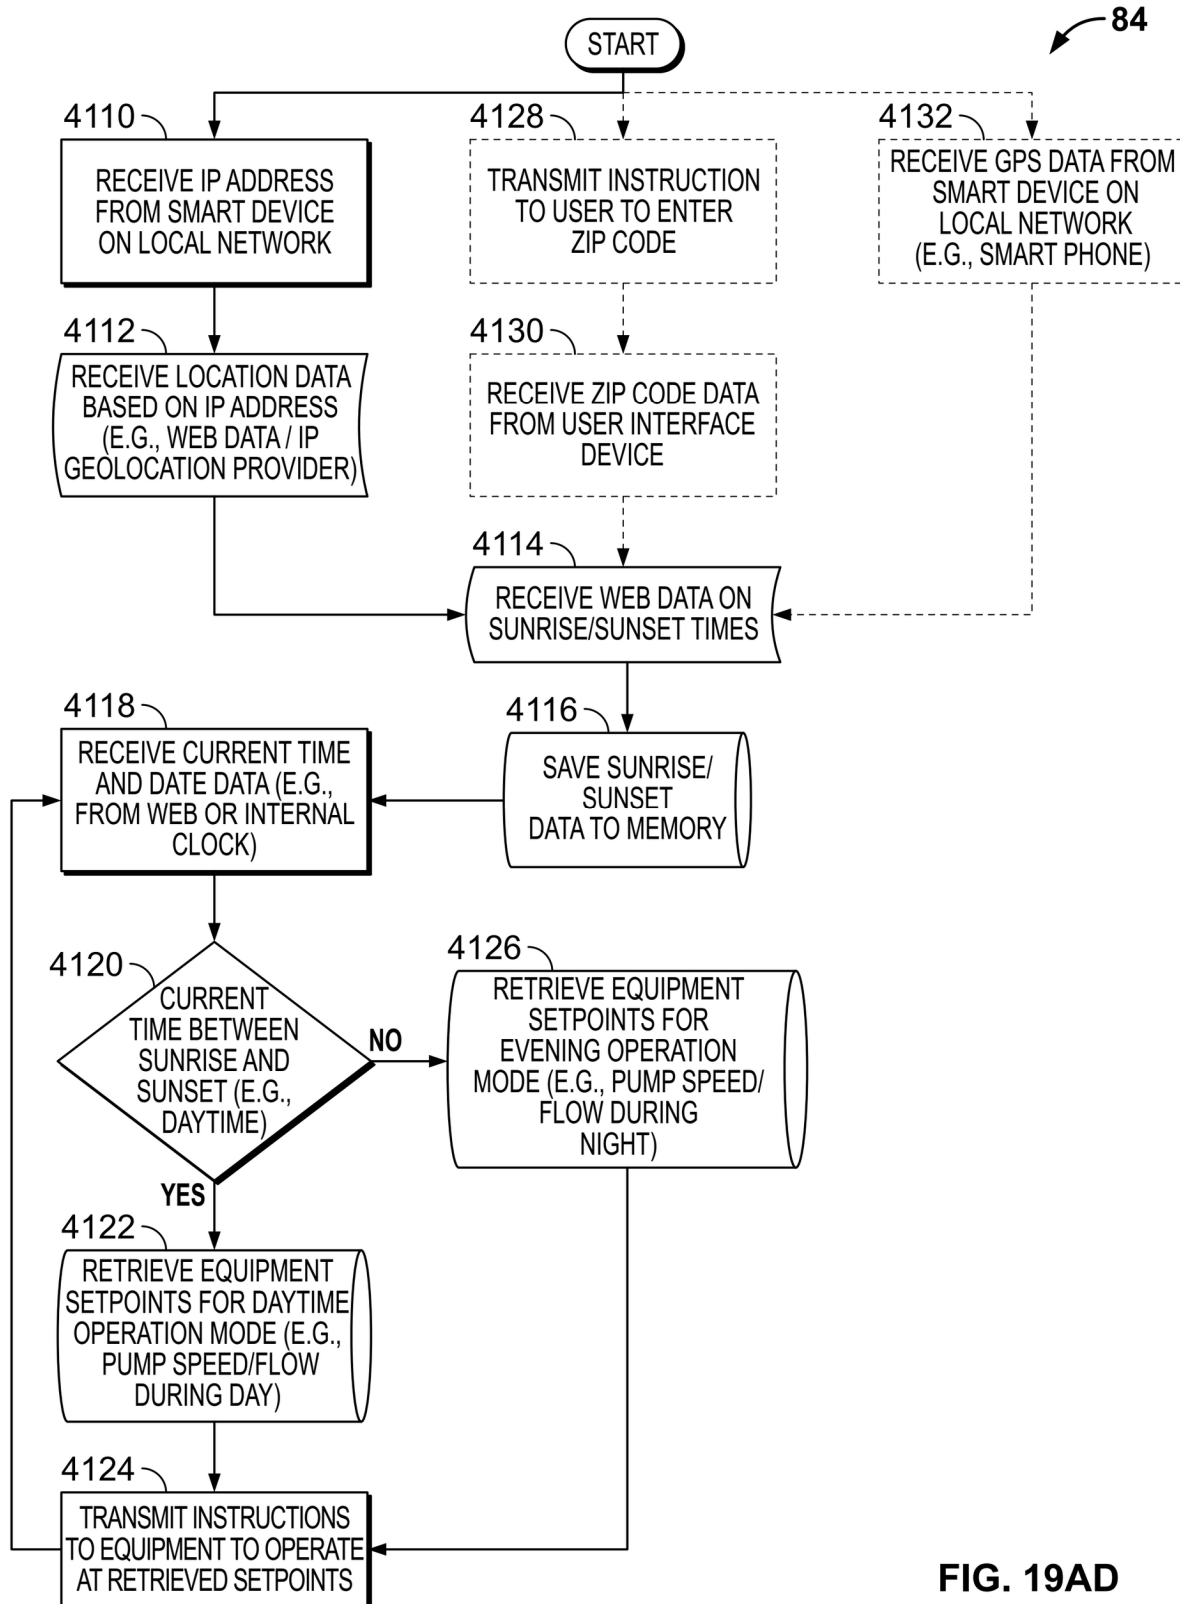 84
START
4110
RECEIVE IP ADDRESS
FROM SMART DEVICE
ON LOCAL NETWORK
4128
TRANSMIT INSTRUCTION
TO USER TO ENTER
ZIP CODE
4132
RECEIVE GPS DATA FROM
SMART DEVICE ON
LOCAL NETWORK
(E.G., SMART PHONE)
4112
RECEIVE LOCATION DATA
BASED ON IP ADDRESS
(E.G., WEB DATA / IP
GEOLOCATION PROVIDER)
4130
RECEIVE ZIP CODE DATA
FROM USER INTERFACE
DEVICE
4114
RECEIVE WEB DATA ON
SUNRISE/SUNSET TIMES
4116
SAVE SUNRISE/
SUNSET
DATA TO MEMORY
4118
RECEIVE CURRENT TIME
AND DATE DATA (E.G.,
FROM WEB OR INTERNAL
CLOCK)
4120
CURRENT
TIME BETWEEN
SUNRISE AND
SUNSET (E.G.,
DAYTIME)
NO
YES
4126
RETRIEVE EQUIPMENT
SETPOINTS FOR
EVENING OPERATION
MODE (E.G., PUMP SPEED/
FLOW DURING
NIGHT)
4122
RETRIEVE EQUIPMENT
SETPOINTS FOR DAYTIME
OPERATION MODE (E.G.,
PUMP SPEED/FLOW
DURING DAY)
4124
TRANSMIT INSTRUCTIONS
TO EQUIPMENT TO OPERATE
AT RETRIEVED SETPOINTS
FIG. 19AD